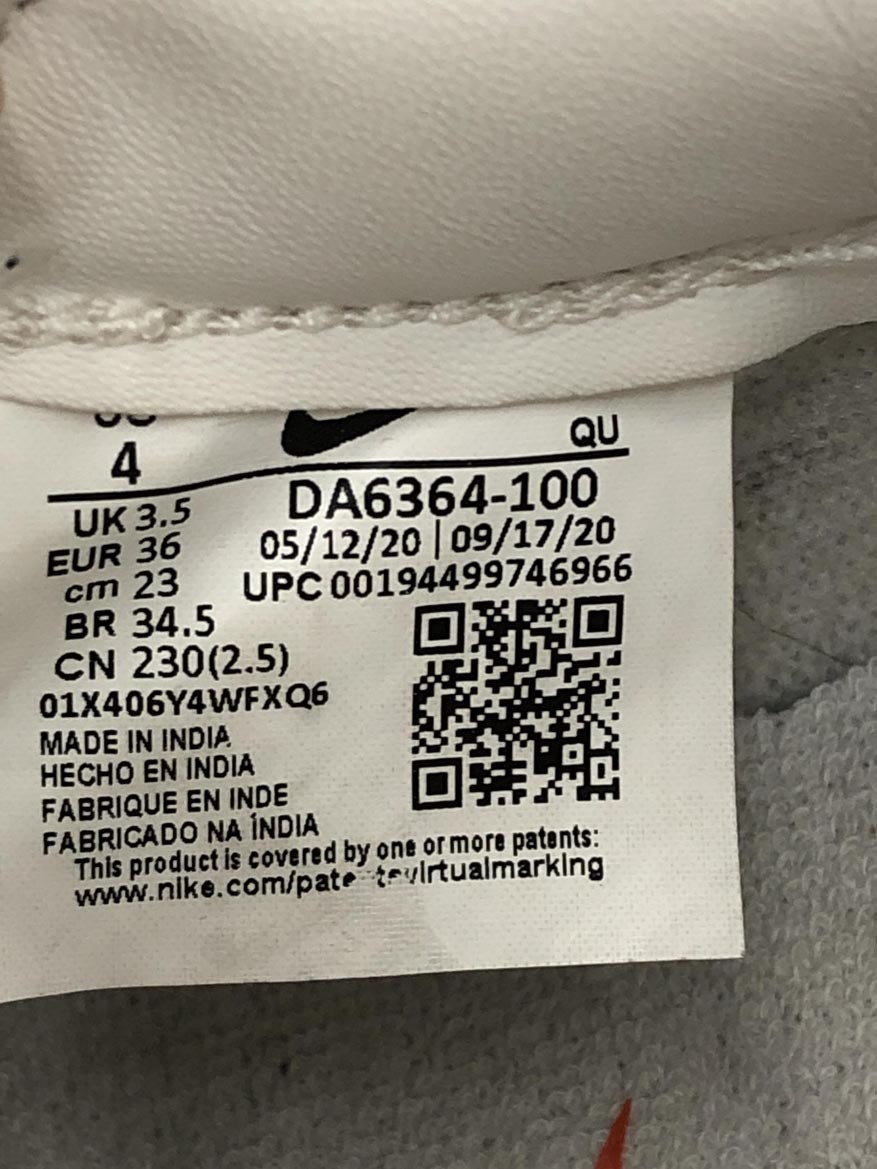 4
QU
UK 3.5
DA6364-100
EUR 36
05/12/20 | 09/17/20
cm 23
UPC 00194499746966
BR 34.5
CN 230(2.5)
01X406Y4WFXQ6
MADE IN INDIA
HECHO EN INDIA
FABRIQUE EN INDE
FABRICADO NA ÍNDIA
This product is covered by one or more patents: